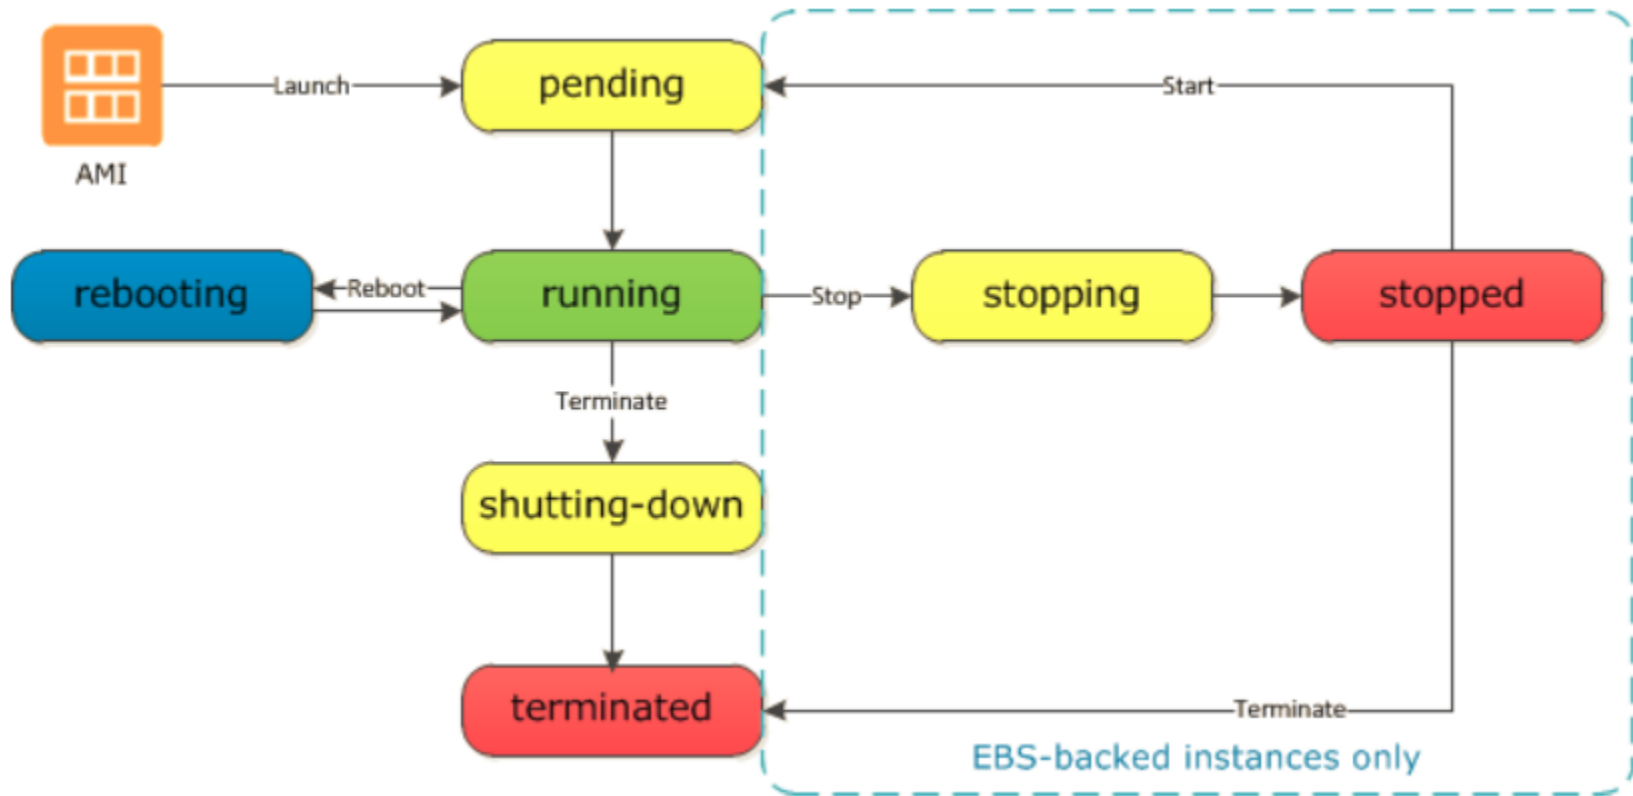 Launch
pending
Start
AMI
rebooting
Reboot
running
Stop
stopping
stopped
Terminate
shutting-down
terminated
Terminate
EBS-backed instances only